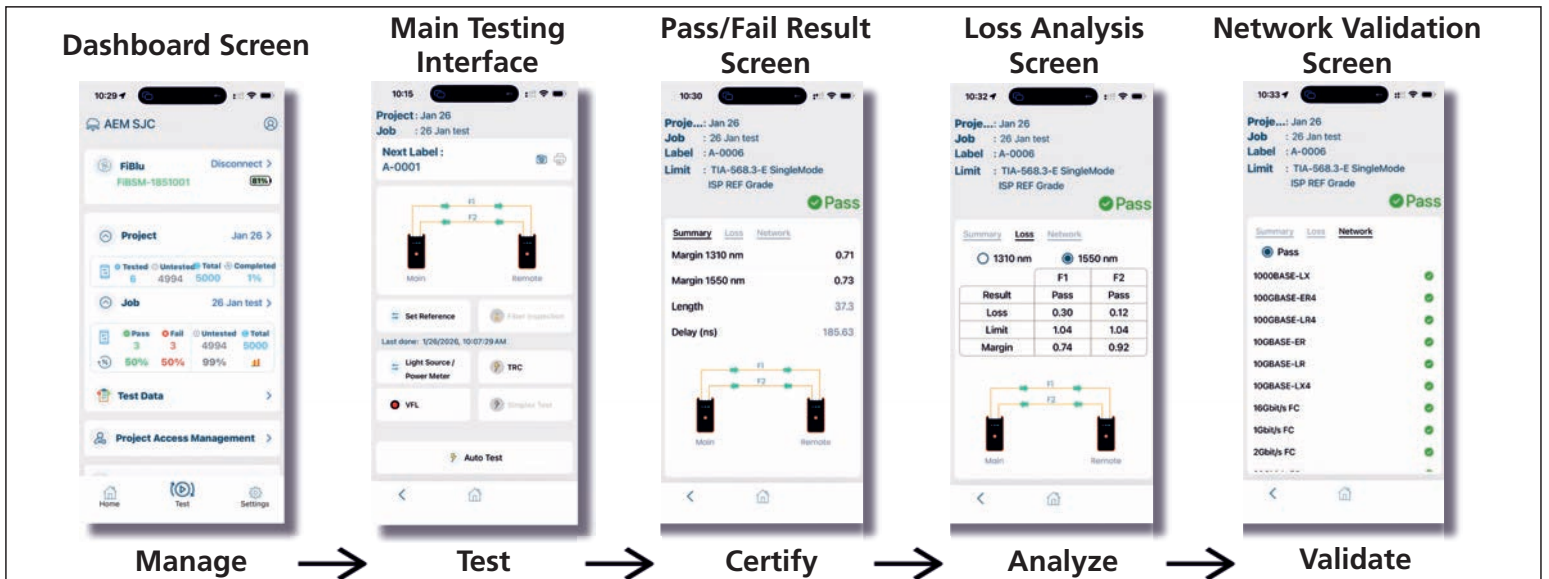 Dashboard Screen
10:29
AEM SJC
FiBlu
Disconnect >
FiBSM-1851001
81%
Project
Jan 26 >
Tested Untested Total Completed
6 4994 5000 1%
Job
26 Jan test >
Pass Fail Untested Total
3 3 4994 5000
50% 50% 99%
Test Data >
Project Access Management >
Home Test Settings
Manage
Main Testing
Interface
10:15
Project : Jan 26
Job : 26 Jan test
Next Label :
A-0001
F1
F2
Main Remote
Set Reference
Fiber Inspection
Last done: 1/26/2026, 10:07:29 AM
Light Source /
Power Meter
TRC
VFL
Simplex Test
Auto Test
Test
Pass/Fail Result
Screen
10:30
Proje...: Jan 26
Job : 26 Jan test
Label : A-0006
Limit : TIA-568.3-E SingleMode
ISP REF Grade
Pass
Summary Loss Network
Margin 1310 nm 0.71
Margin 1550 nm 0.73
Length 37.3
Delay (ns) 185.63
F1
F2
Main Remote
Certify
Loss Analysis
Screen
10:32
Proje...: Jan 26
Job : 26 Jan test
Label : A-0006
Limit : TIA-568.3-E SingleMode
ISP REF Grade
Pass
Summary Loss Network
1310 nm 1550 nm
F1 F2
Result Pass Pass
Loss 0.30 0.12
Limit 1.04 1.04
Margin 0.74 0.92
F1
F2
Main Remote
Analyze
Network Validation
Screen
10:33
Proje...: Jan 26
Job : 26 Jan test
Label : A-0006
Limit : TIA-568.3-E SingleMode
ISP REF Grade
Pass
Summary Loss Network
Pass
1000BASE-LX
100GBASE-ER4
100GBASE-LR4
10GBASE-ER
10GBASE-LR
10GBASE-LX4
16Gbit/s FC
1Gbit/s FC
2Gbit/s FC
Validate